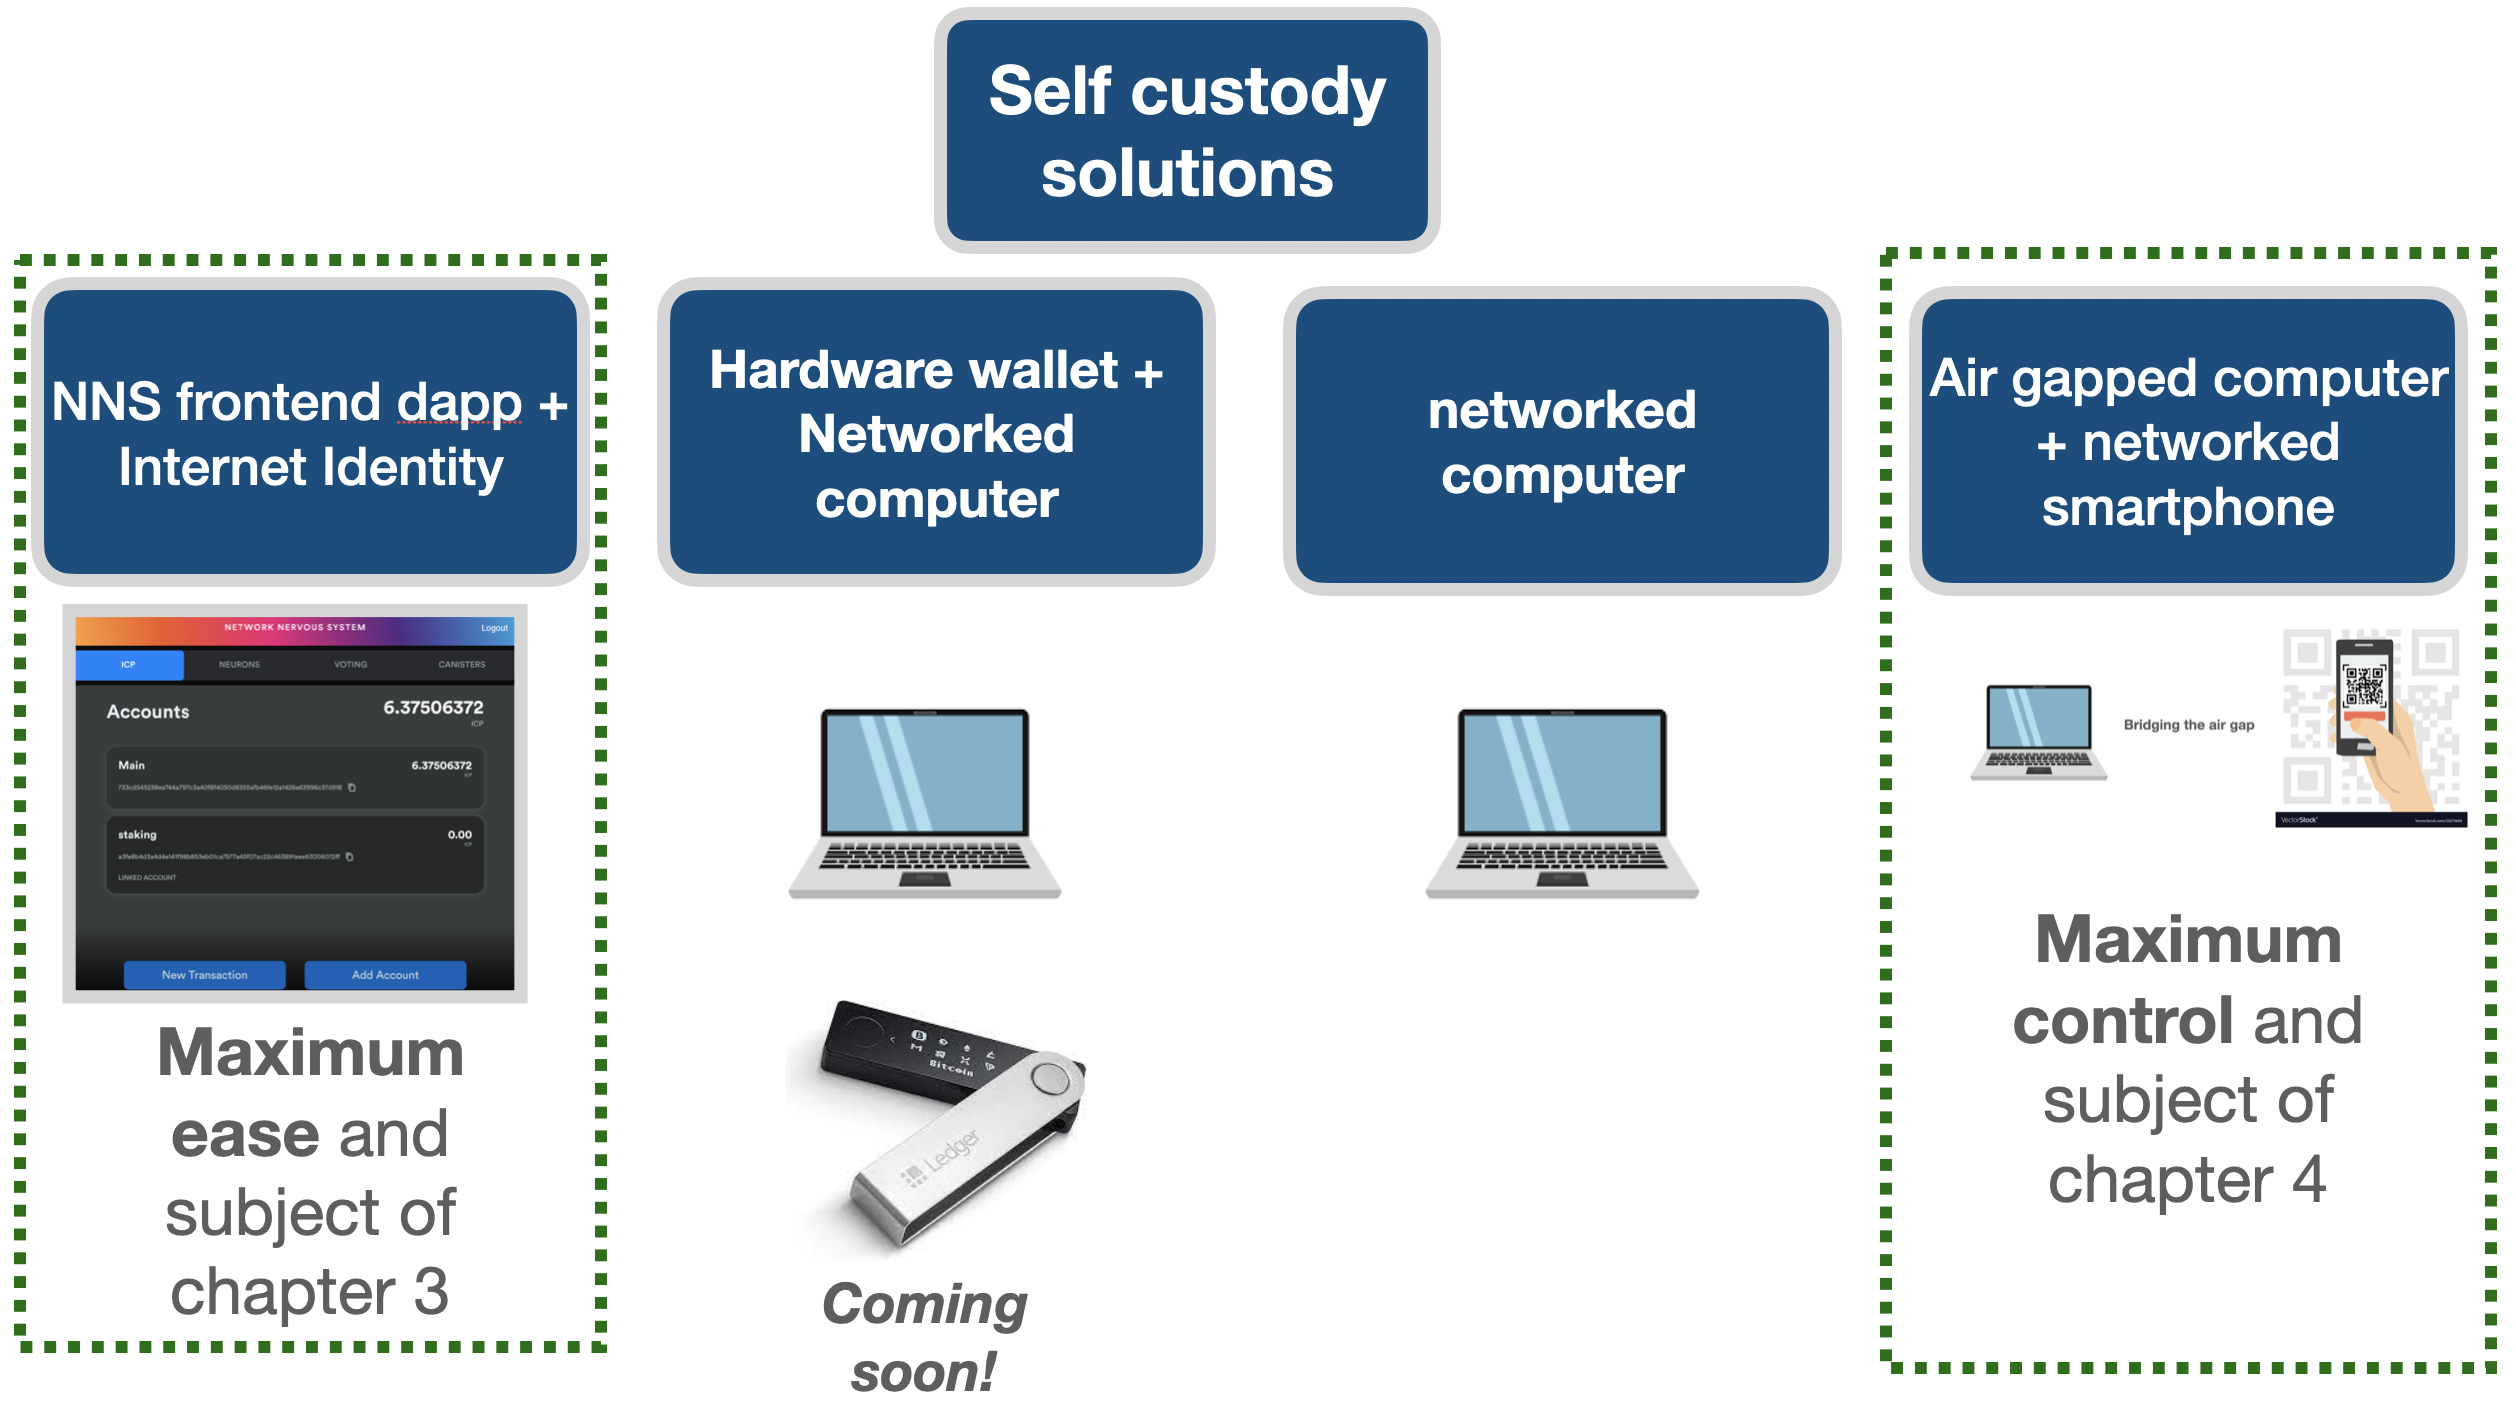 Self custody
solutions
NNS frontend dapp +
Internet Identity
Hardware wallet +
Networked
computer
networked
computer
Air gapped computer
+ networked
smartphone
NETWORK NERVOUS SYSTEM
Logout
ICP
NEURONS
VOTING
CANISTERS
Accounts
6.37506372
ICP
Main
6.37506372
ICP
staking
0.00
ICP
LINKED ACCOUNT
New Transaction
Add Account
Maximum
ease and
subject of
chapter 3
Bitcoin
Ledger
Coming
soon!
Bridging the air gap
VectorStock
Maximum
control and
subject of
chapter 4